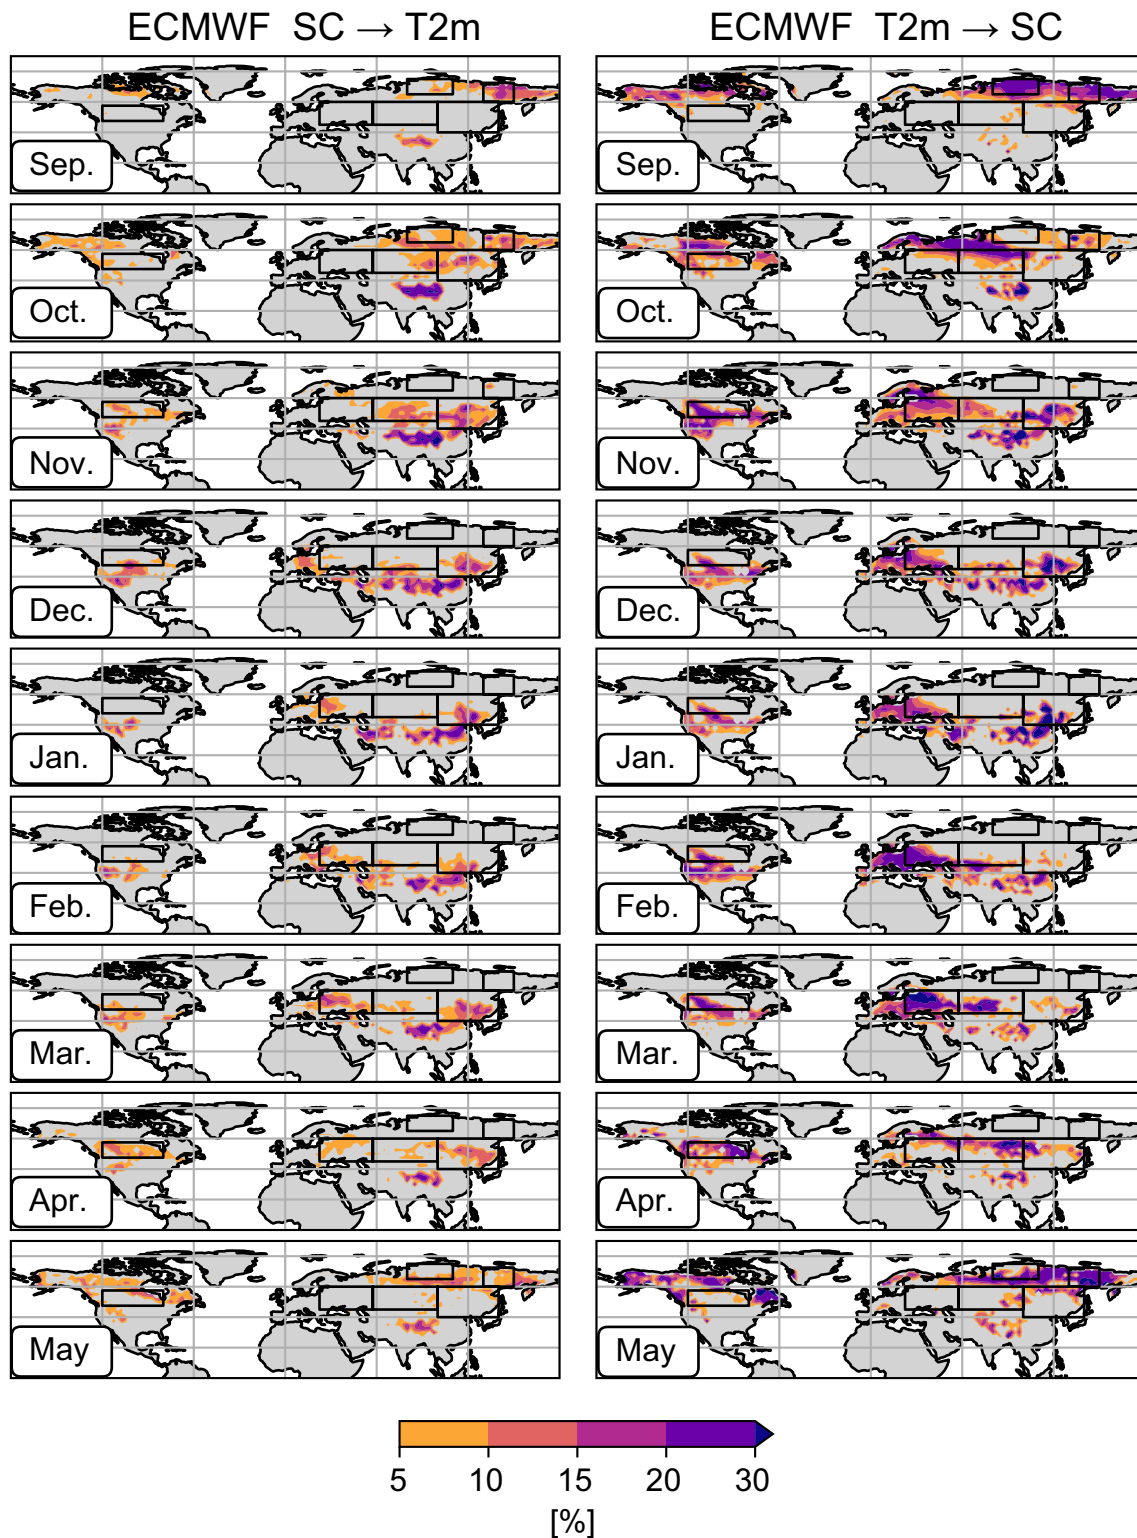 ECMWF SC → T2m
ECMWF T2m → SC
Sep.
Sep.
Oct.
Oct.
Nov.
Nov.
Dec.
Dec.
Jan.
Jan.
Feb.
Feb.
Mar.
Mar.
Apr.
Apr.
May
May
5 10 15 20 30
[%]